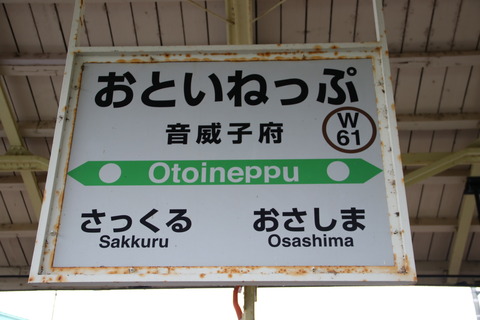 おといねっぷ
音威子府
W
61
Otoineppu
さっくる
Sakkuru
おさしま
Osashima